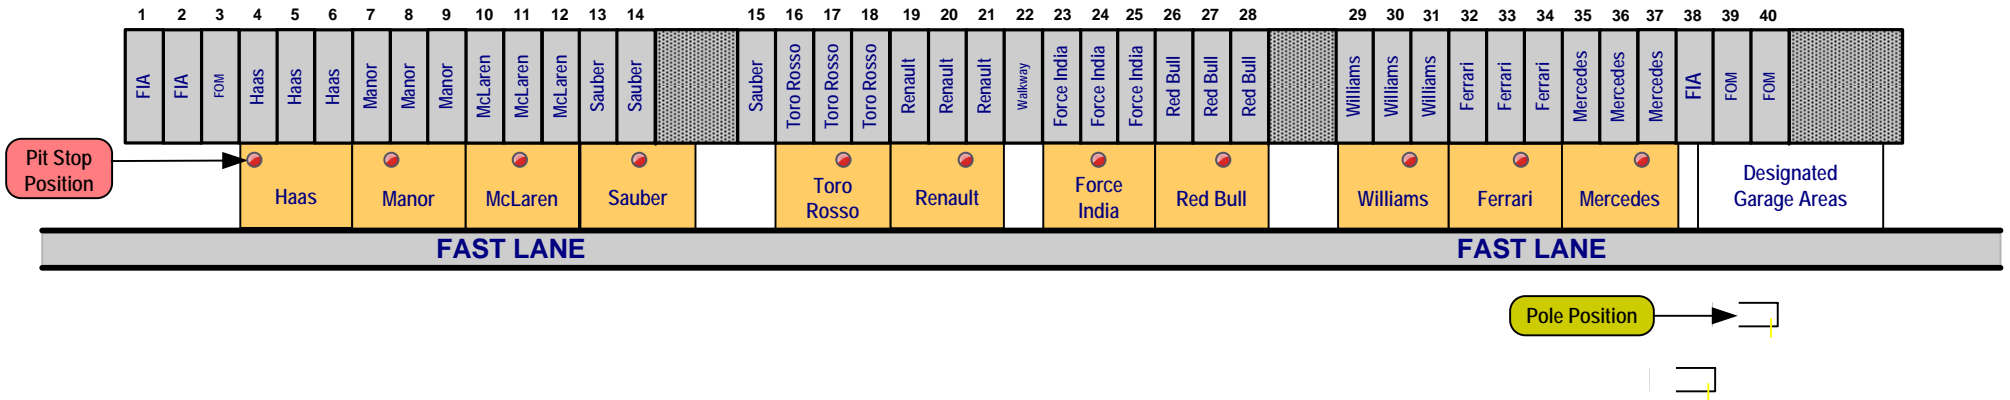 1 2 3 4 5 6 7 8 9 10 11 12 13 14 15 16 17 18 19 20 21 22 23 24 25 26 27 28 29 30 31 32 33 34 35 36 37 38 39 40
FIA
FIA
FOM
Haas
Haas
Haas
Manor
Manor
Manor
McLaren
McLaren
McLaren
Sauber
Sauber
Sauber
Toro Rosso
Toro Rosso
Toro Rosso
Renault
Renault
Renault
Walkway
Force India
Force India
Force India
Red Bull
Red Bull
Red Bull
Williams
Williams
Williams
Ferrari
Ferrari
Ferrari
Mercedes
Mercedes
Mercedes
FIA
FOM
FOM
Pit Stop
Position
Haas
Manor
McLaren
Sauber
Toro
Rosso
Renault
Force
India
Red Bull
Williams
Ferrari
Mercedes
Designated
Garage Areas
FAST LANE
FAST LANE
Pole Position